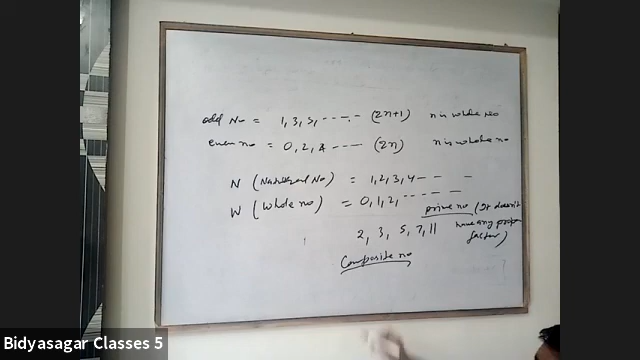 odd No = 1, 3, 5, ------ (2n+1) n is whole No
even no = 0, 2, 4 ----- (2n) n is whole no
N (Natural No) = 1, 2, 3, 4 - - -
W (Whole no) = 0, 1, 2, ------ - -
prime no (It doesn't
2, 3, 5, 7, 11 have any
factor)
Composite no
Bidyasagar Classes 5